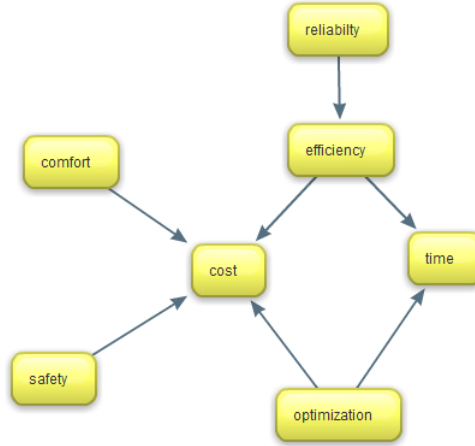 reliabilty
efficiency
comfort
cost
time
safety
optimization